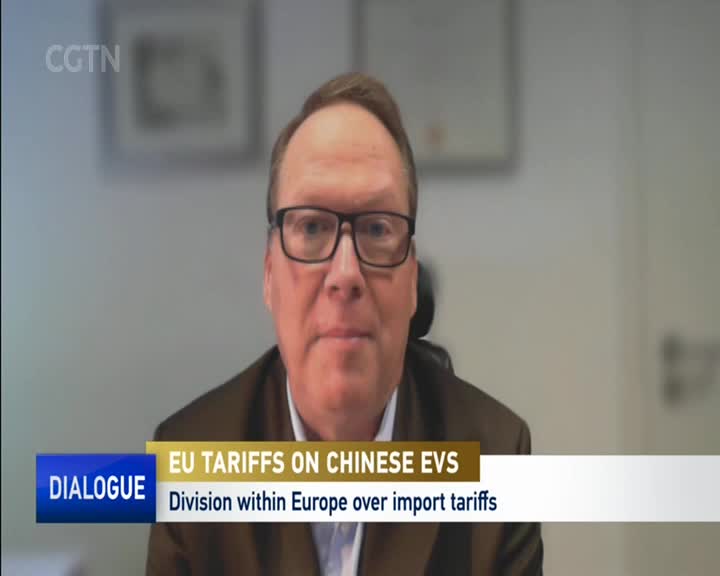 CGTN
EU TARIFFS ON CHINESE EVS
DIALOGUE
Division within Europe over import tariffs